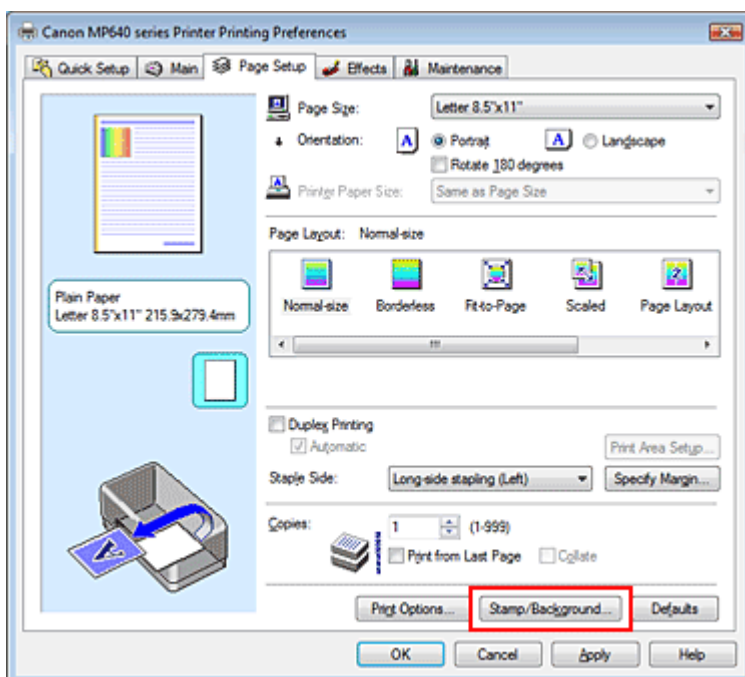 Canon MP640 series Printer Printing Preferences
Quick Setup Main Page Setup Effects Maintenance
Page Size: Letter 8.5"x11"
Orientation: A Portrait A Landscape
Rotate 180 degrees
Printer Paper Size: Same as Page Size
Page Layout: Normal-size
Plain Paper
Letter 8.5"x11" 215.9x279.4mm
Normal-size Borderless Fit-to-Page Scaled Page Layout
Duplex Printing
Automatic
Print Area Setup...
Staple Side: Long-side stapling (Left) Specify Margin...
Copies: 1 (1-999)
Print from Last Page Collate
Print Options... Stamp/Background... Defaults
OK Cancel Apply Help